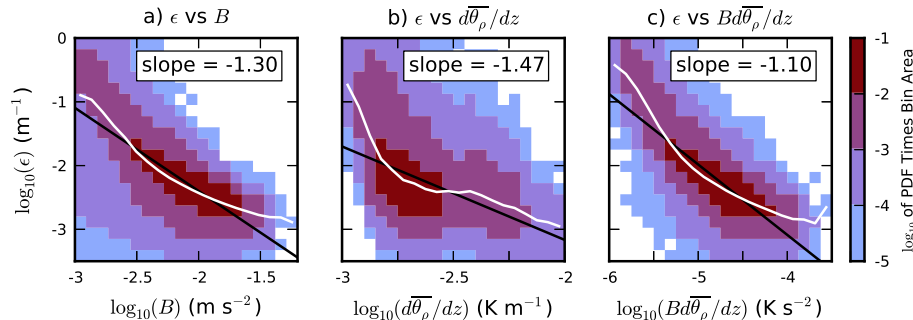 a) ϵ vs B
b) ϵ vs dθ̅ρ/dz
c) ϵ vs Bdθ̅ρ/dz
slope = -1.30
slope = -1.47
slope = -1.10
0
-1
-2
-3
log10(ϵ) (m−1)
-3 -2.5 -2 -1.5
-3 -2.5 -2
-6 -5 -4
log10(B) (m s−2)
log10(dθ̅ρ/dz) (K m−1)
log10(Bdθ̅ρ/dz) (K s−2)
-1
-2
-3
-4
-5
log10 of PDF Times Bin Area